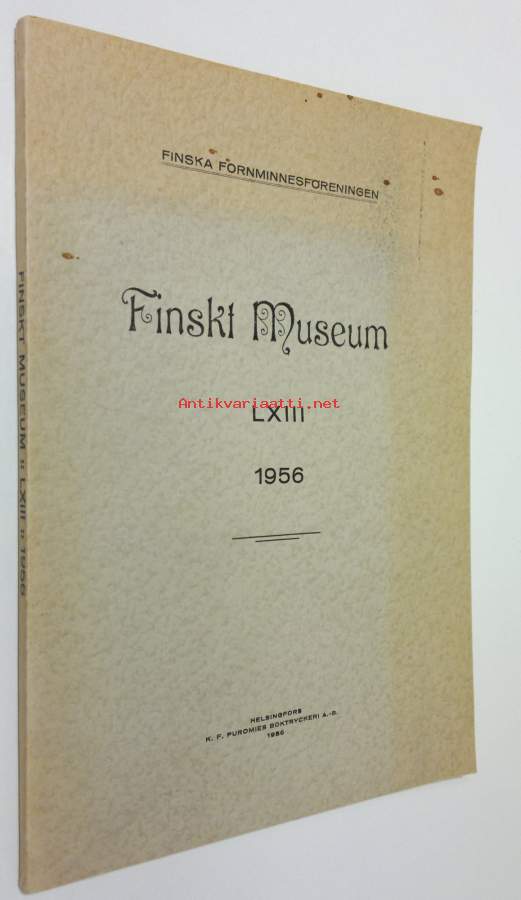 FINSKA FORNMINNESFÖRENINGEN
Finskt Museum
Antikvariaatti.net
LXIII
1956
HELSINGFORS
K. F. PUROMIES BOKTRYCKERI A.-B.
1956
FINSKT MUSEUM :: LXIII :: 1956